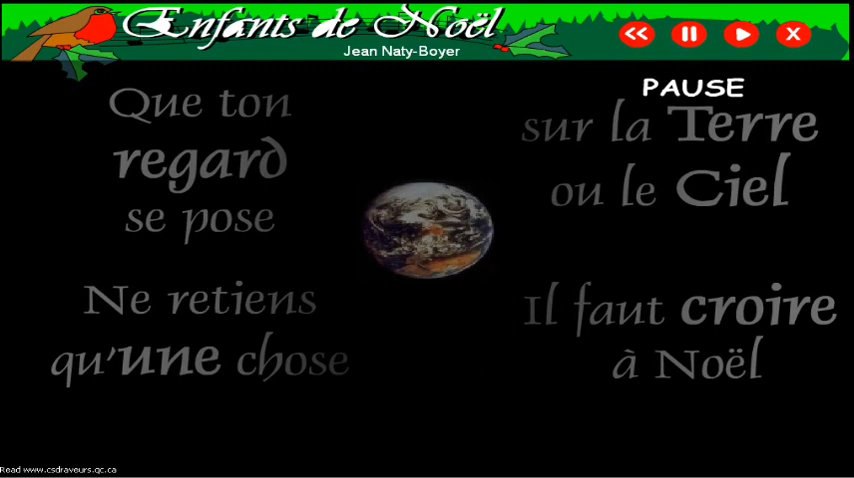 Enfants de Noël
Jean Naty-Boyer
PAUSE
Que ton
regard
se pose
sur la Terre
ou le Ciel
Ne retiens
qu'une chose
Il faut croire
à Noël
Read www.csdraveurs.qc.ca